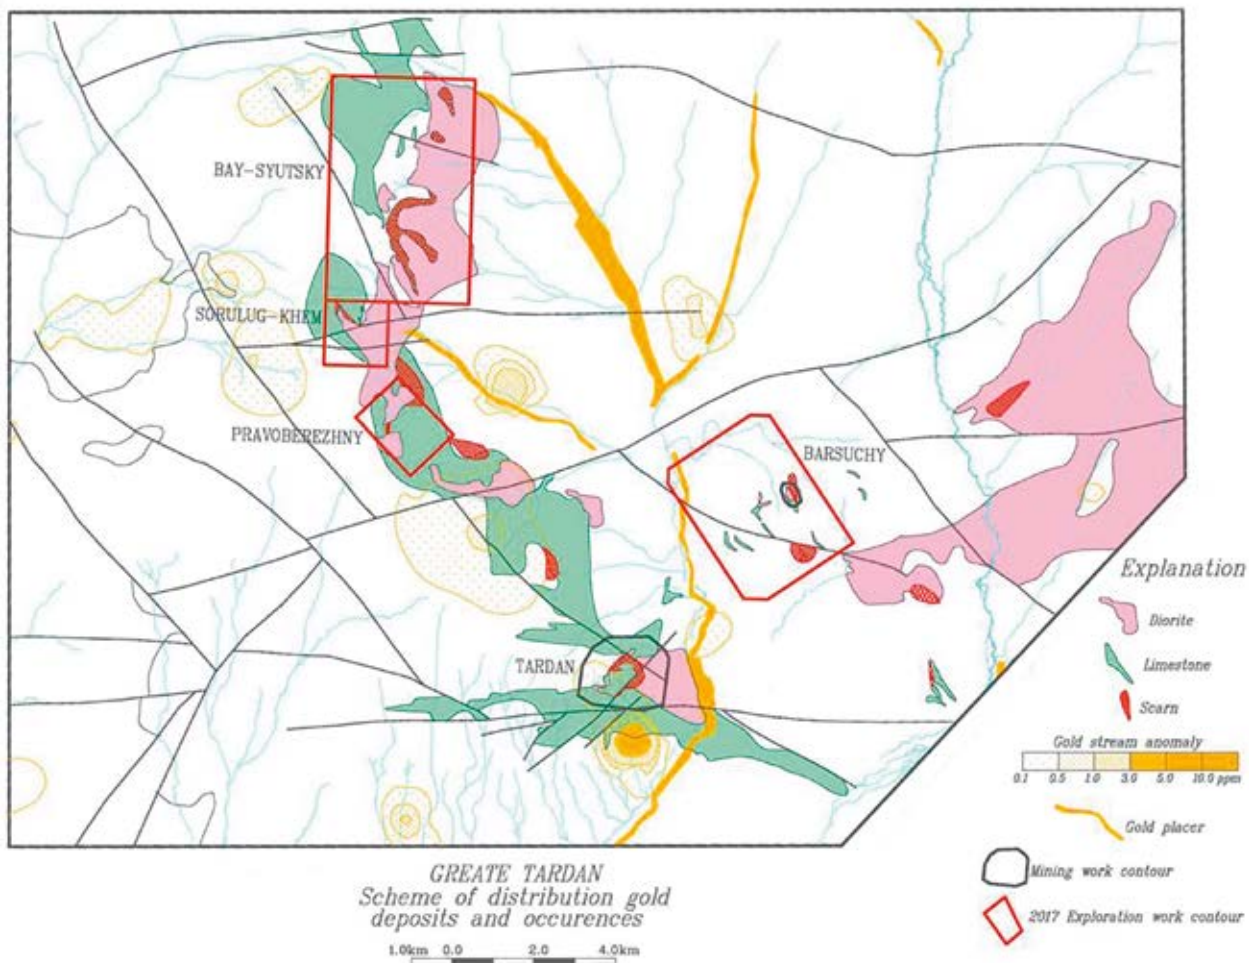 BAY-SYUTSKY
SORULUG-KHEM
PRAVOBEREZHNY
BARSUCHY
TARDAN
Explanation
Diorite
Limestone
Scarn
Gold stream anomaly
0.1 0.5 1.0 3.0 5.0 10.0 ppm
Gold placer
Mining work contour
2017 Exploration work contour
GREATE TARDAN
Scheme of distribution gold
deposits and occurences
1.0km 0.0 2.0 4.0km